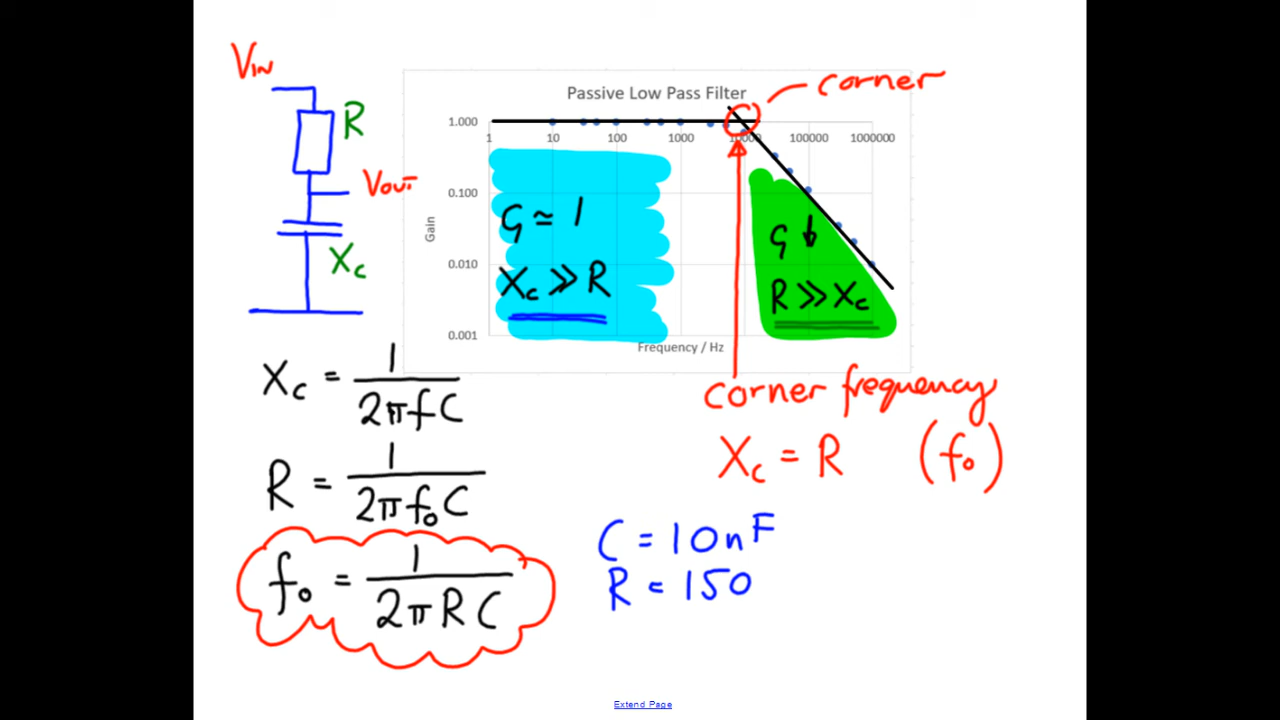 VIN
R
VOUT
Xc
Passive Low Pass Filter
corner
1.000
1 10 100 1000 10000 100000 1000000
0.100
0.010
0.001
Gain
Frequency / Hz
G ≃ 1
Xc ≫ R
G ↓
R ≫ Xc
corner frequency
Xc = R (f₀)
Xc = 1 / 2πfC
R = 1 / 2πf₀C
f₀ = 1 / 2πRC
C = 10nF
R = 150
Extend Page